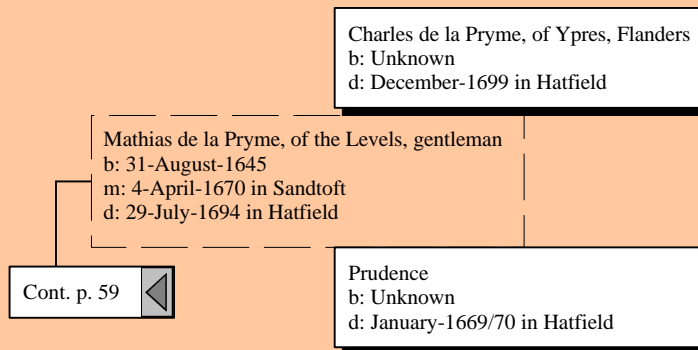 Charles de la Pryme, of Ypres, Flanders
b: Unknown
d: December-1699 in Hatfield
Mathias de la Pryme, of the Levels, gentleman
b: 31-August-1645
m: 4-April-1670 in Sandtoft
d: 29-July-1694 in Hatfield
Cont. p. 59
Prudence
b: Unknown
d: January-1669/70 in Hatfield